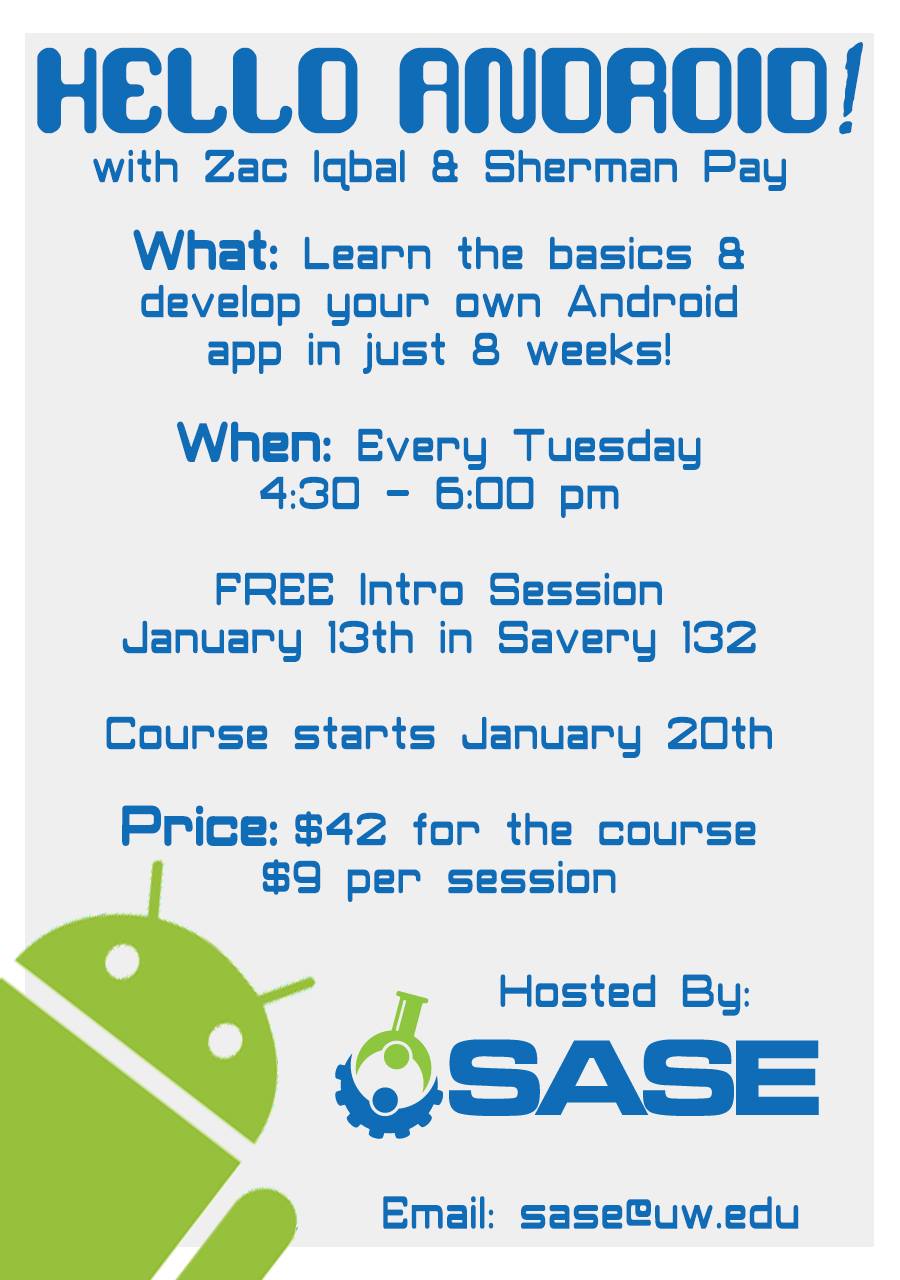 HELLO ANDROID!
with Zac Iqbal & Sherman Pay
What: Learn the basics &
develop your own Android
app in just 8 weeks!
When: Every Tuesday
4:30 - 6:00 pm
FREE Intro Session
January 13th in Savery 132
Course starts January 20th
Price: $42 for the course
$9 per session
Hosted By:
SASE
Email: sase@uw.edu